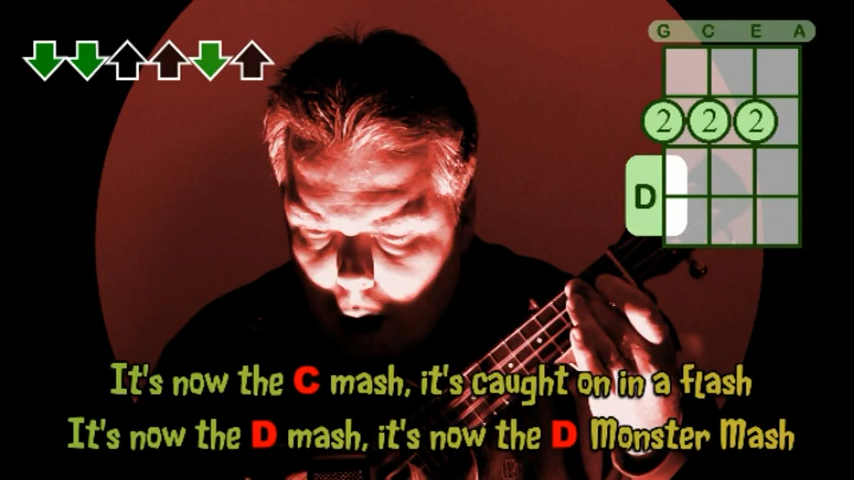 G C E A
2 2 2
D
It's now the C mash, it's caught on in a flash
It's now the D mash, it's now the D Monster Mash